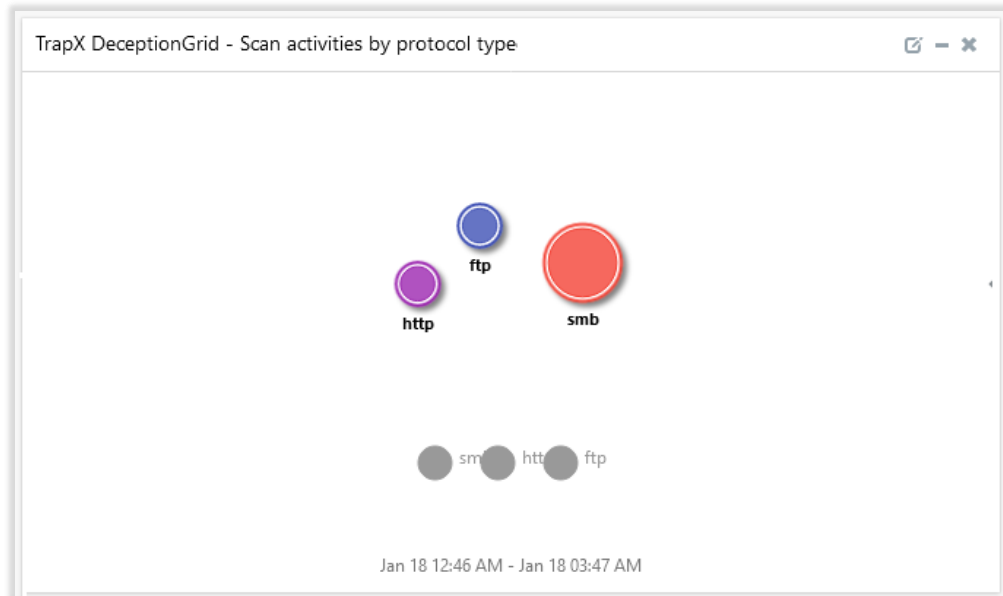 TrapX DeceptionGrid - Scan activities by protocol type
ftp
http
smb
ftp
Jan 18 12:46 AM - Jan 18 03:47 AM